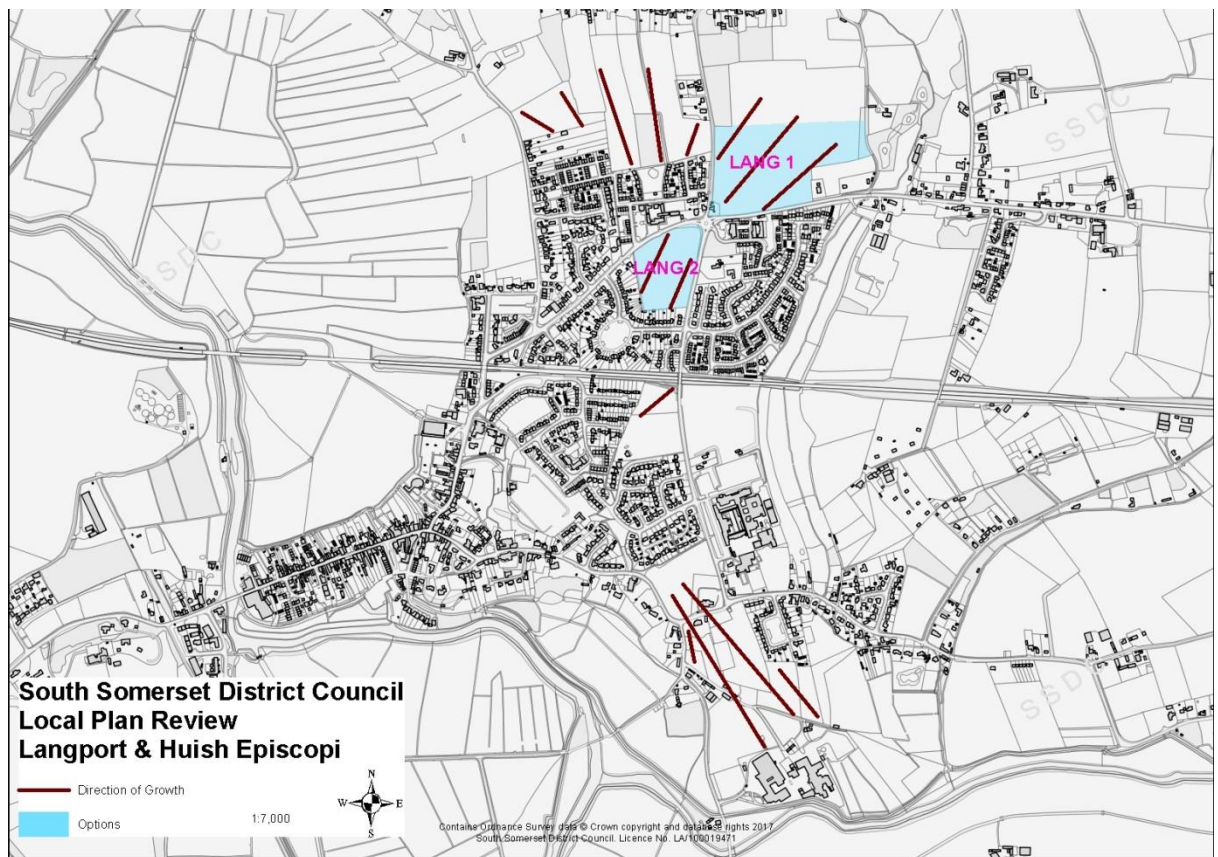 SSDC
LANG 1
SSDC
LANG 2
SSDC
South Somerset District Council
Local Plan Review
Langport & Huish Episcopi
Direction of Growth
Options
1:7,000
N
W E
S
Contains Ordnance Survey data © Crown copyright and database rights 2017
South Somerset District Council. Licence No. LA/100019471